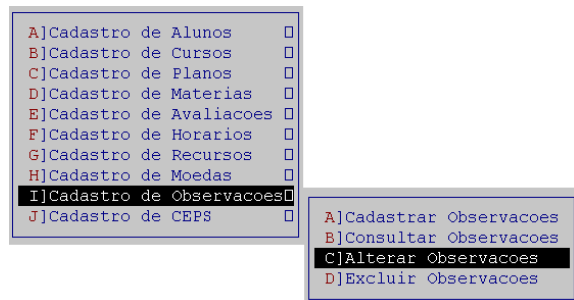 A]Cadastro de Alunos
B]Cadastro de Cursos
C]Cadastro de Planos
D]Cadastro de Materias
E]Cadastro de Avaliacoes
F]Cadastro de Horarios
G]Cadastro de Recursos
H]Cadastro de Moedas
I]Cadastro de Observacoes
J]Cadastro de CEPS
A]Cadastrar Observacoes
B]Consultar Observacoes
C]Alterar Observacoes
D]Excluir Observacoes